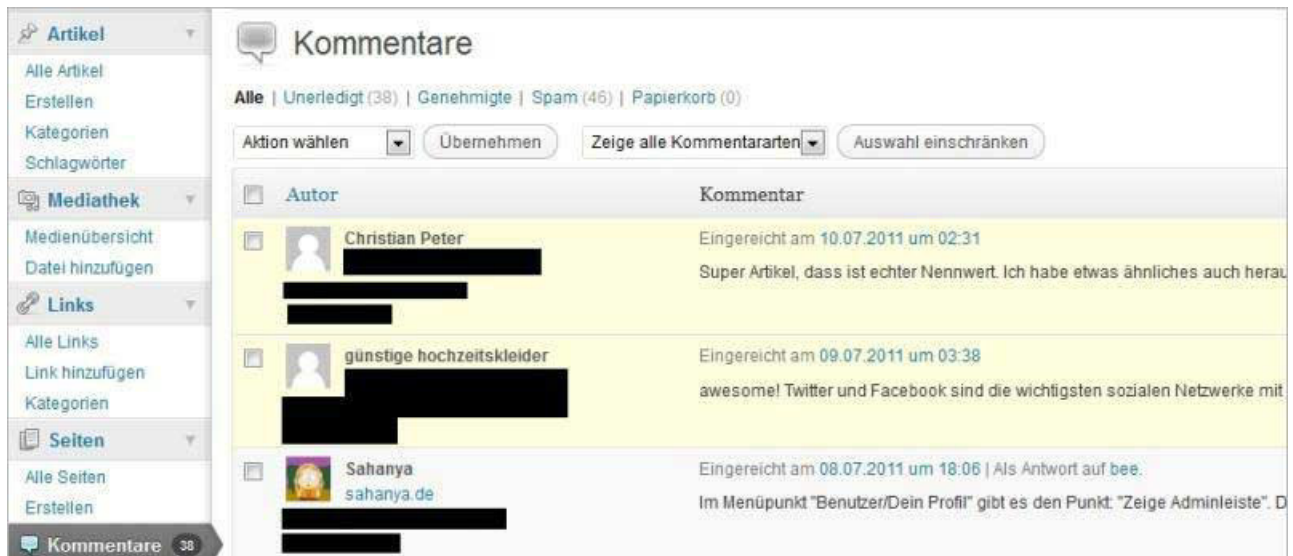 Artikel
Alle Artikel
Erstellen
Kategorien
Schlagwörter
Mediathek
Medienübersicht
Datei hinzufügen
Links
Alle Links
Link hinzufügen
Kategorien
Seiten
Alle Seiten
Erstellen
Kommentare 38
Kommentare
Alle | Unerledigt (38) | Genehmigte | Spam (46) | Papierkorb (0)
Aktion wählen Übernehmen Zeige alle Kommentararten Auswahl einschränken
Autor Kommentar
Christian Peter
Eingereicht am 10.07.2011 um 02:31
Super Artikel, dass ist echter Nennwert. Ich habe etwas ähnliches auch herau
günstige hochzeitskleider
Eingereicht am 09.07.2011 um 03:38
awesome! Twitter und Facebook sind die wichtigsten sozialen Netzwerke mit
Sahanya
sahanya.de
Eingereicht am 08.07.2011 um 18:06 | Als Antwort auf bee.
Im Menüpunkt "Benutzer/Dein Profil" gibt es den Punkt: "Zeige Adminleiste". D